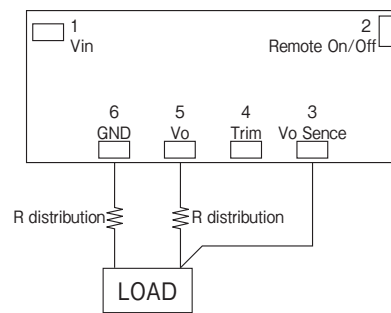 1
Vin
2
Remote On/Off
6
GND
5
Vo
4
Trim
3
Vo Sence
R distribution
R distribution
LOAD